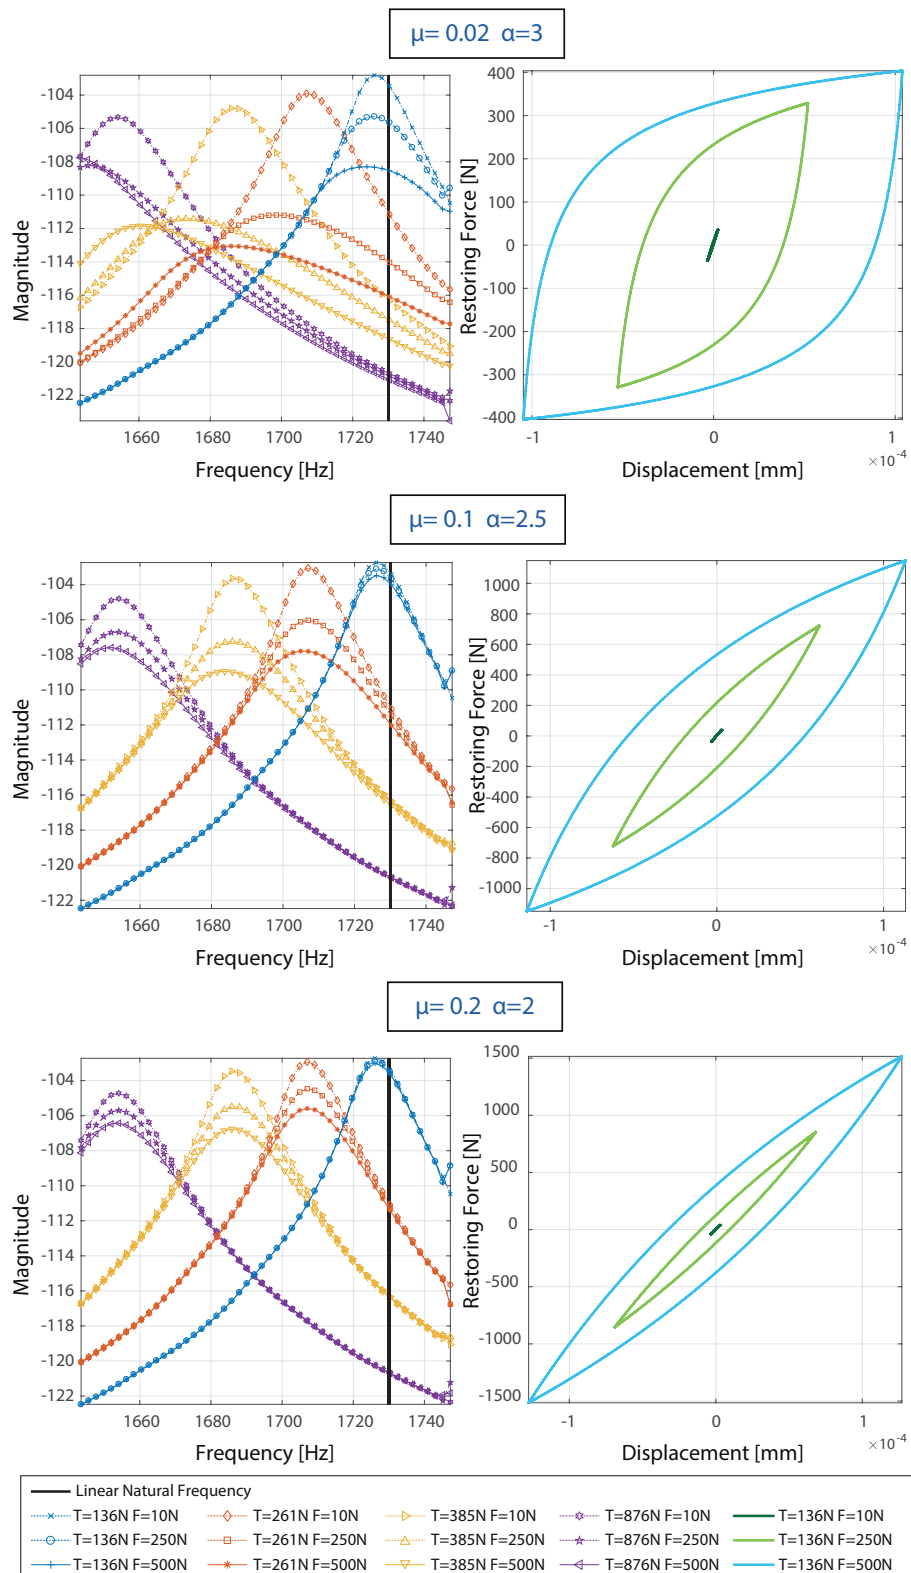 μ= 0.02 α=3
-104
-106
-108
-110
-112
-114
-116
-118
-120
-122
Magnitude
1660 1680 1700 1720 1740
Frequency [Hz]
400
300
200
100
0
-100
-200
-300
-400
Restoring Force [N]
-1 0 1
×10-4
Displacement [mm]
μ= 0.1 α=2.5
-104
-106
-108
-110
-112
-114
-116
-118
-120
-122
Magnitude
1660 1680 1700 1720 1740
Frequency [Hz]
1000
800
600
400
200
0
-200
-400
-600
-800
-1000
Restoring Force [N]
-1 0 1
×10-4
Displacement [mm]
μ= 0.2 α=2
-104
-106
-108
-110
-112
-114
-116
-118
-120
-122
Magnitude
1660 1680 1700 1720 1740
Frequency [Hz]
1500
1000
500
0
-500
-1000
-1500
Restoring Force [N]
-1 0 1
×10-4
Displacement [mm]
Linear Natural Frequency
T=136N F=10N T=261N F=10N T=385N F=10N T=876N F=10N T=136N F=10N
T=136N F=250N T=261N F=250N T=385N F=250N T=876N F=250N T=136N F=250N
T=136N F=500N T=261N F=500N T=385N F=500N T=876N F=500N T=136N F=500N